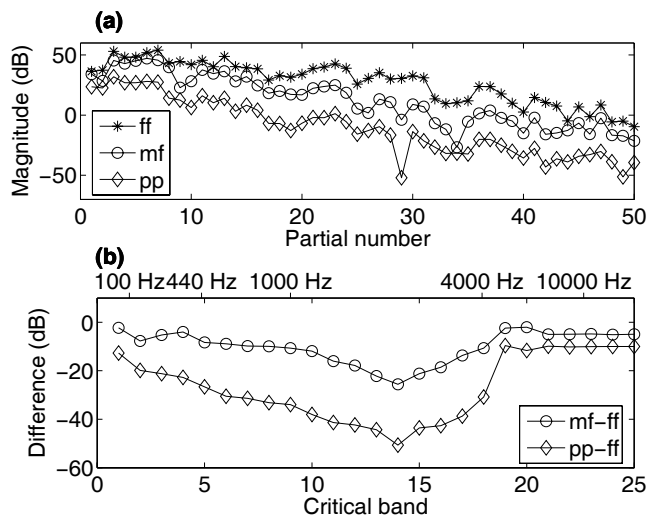 (a)
50
0
−50
Magnitude (dB)
ff
mf
pp
0 10 20 30 40 50
Partial number
(b)
100 Hz 440 Hz 1000 Hz 4000 Hz 10000 Hz
0
−20
−40
−60
Difference (dB)
mf−ff
pp−ff
0 5 10 15 20 25
Critical band